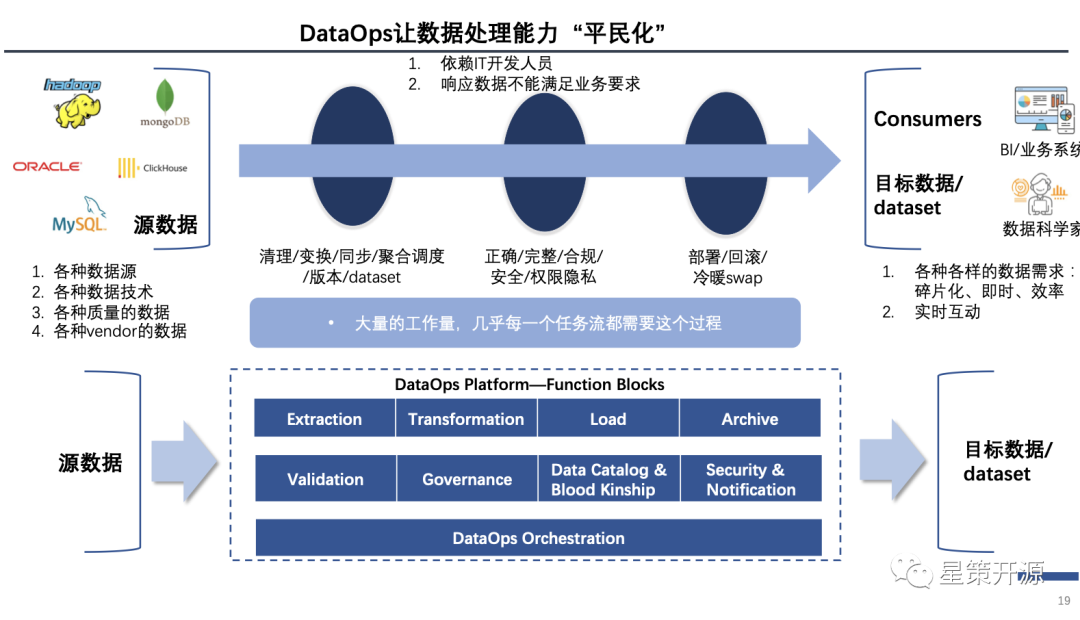 DataOps让数据处理能力“平民化”
1. 依赖IT开发人员
2. 响应数据不能满足业务要求
hadoop
mongoDB
ORACLE
ClickHouse
MySQL
源数据
1. 各种数据源
2. 各种数据技术
3. 各种质量的数据
4. 各种vendor的数据
清理/变换/同步/聚合调度
/版本/dataset
正确/完整/合规/
安全/权限隐私
部署/回滚/
冷暖swap
• 大量的工作量，几乎每一个任务流都需要这个过程
Consumers
BI/业务系统
目标数据/
dataset
数据科学家
1. 各种各样的数据需求：
碎片化、即时、效率
2. 实时互动
源数据
DataOps Platform—Function Blocks
Extraction
Transformation
Load
Archive
Validation
Governance
Data Catalog &
Blood Kinship
Security &
Notification
DataOps Orchestration
目标数据/
dataset
星策开源
19